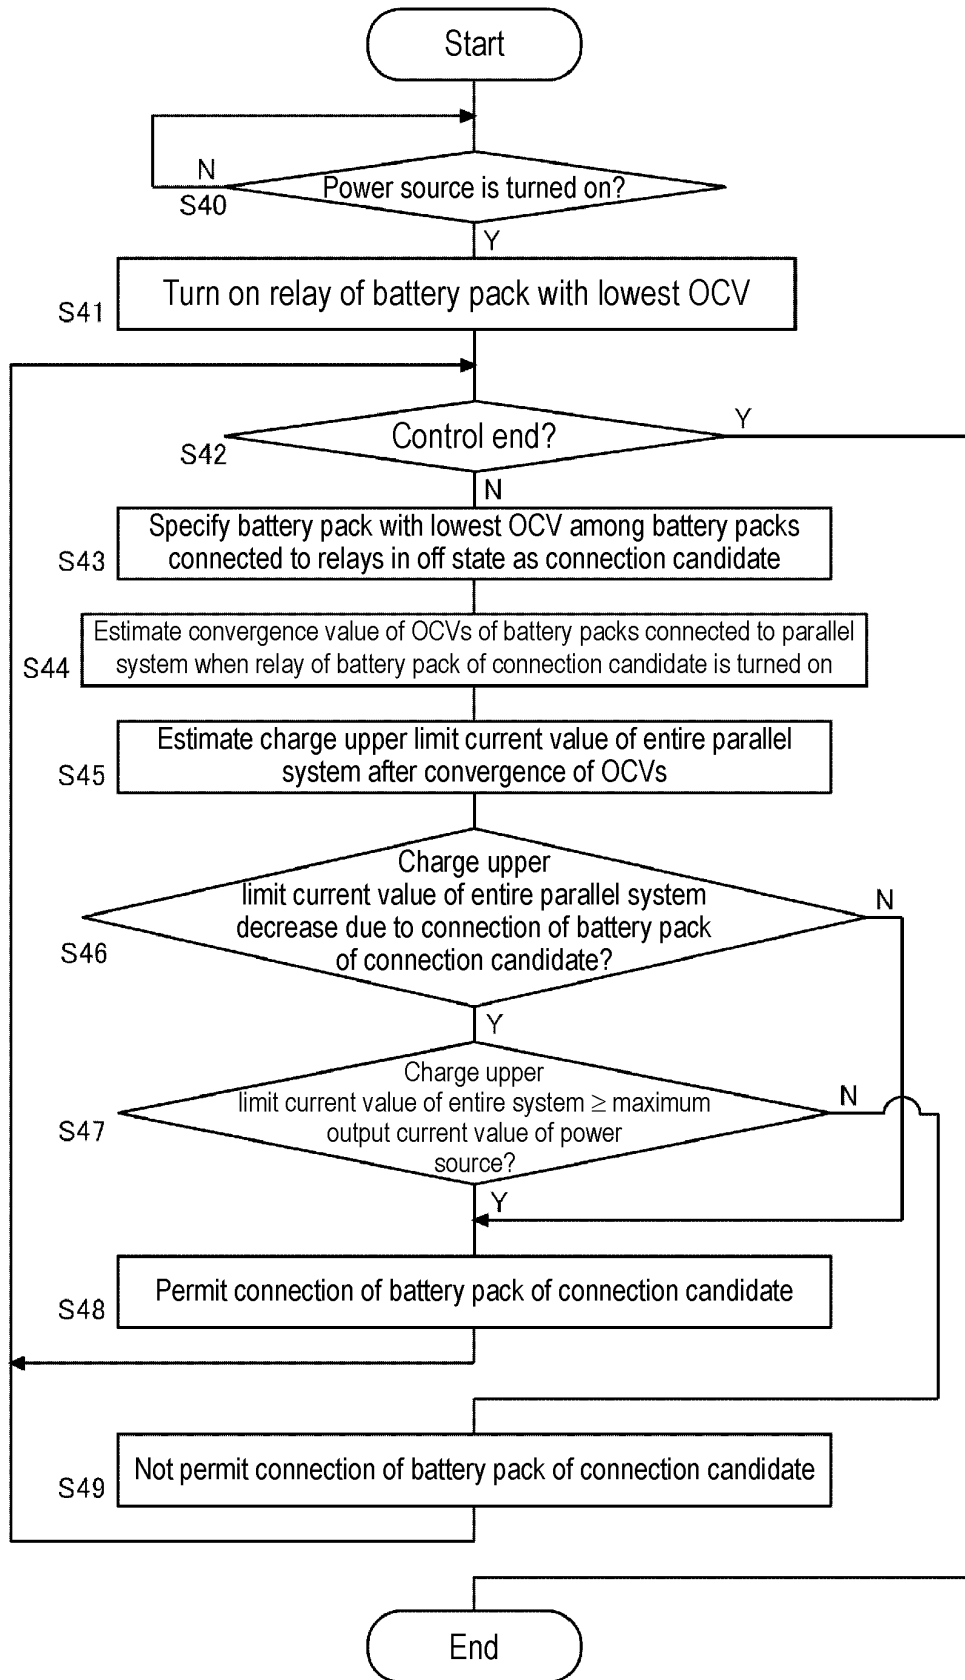 Start
N
S40
Power source is turned on?
Y
Turn on relay of battery pack with lowest OCV
S41
Control end?
Y
S42
N
Specify battery pack with lowest OCV among battery packs
connected to relays in off state as connection candidate
S43
Estimate convergence value of OCVs of battery packs connected to parallel
system when relay of battery pack of connection candidate is turned on
S44
Estimate charge upper limit current value of entire parallel
system after convergence of OCVs
S45
Charge upper
limit current value of entire parallel system
decrease due to connection of battery pack
of connection candidate?
N
S46
Y
Charge upper
limit current value of entire system ≥ maximum
output current value of power
source?
N
S47
Y
Permit connection of battery pack of connection candidate
S48
Not permit connection of battery pack of connection candidate
S49
End